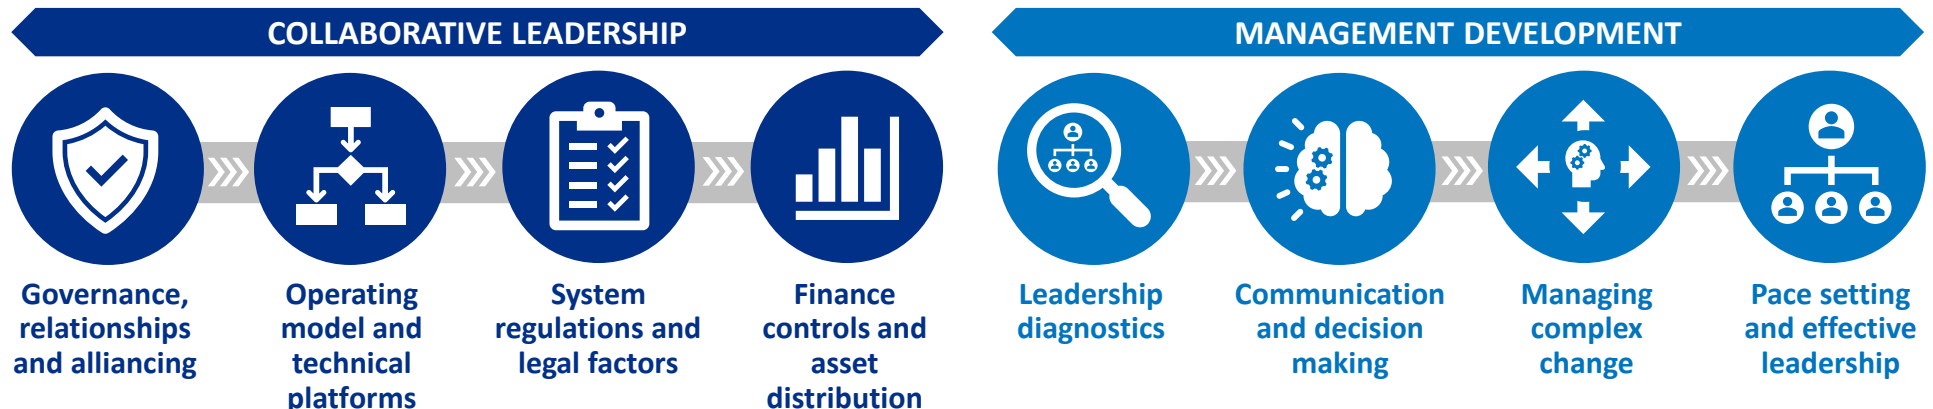 COLLABORATIVE LEADERSHIP
Governance,
relationships
and alliancing
Operating
model and
technical
platforms
System
regulations and
legal factors
Finance
controls and
asset
distribution
MANAGEMENT DEVELOPMENT
Leadership
diagnostics
Communication
and decision
making
Managing
complex
change
Pace setting
and effective
leadership